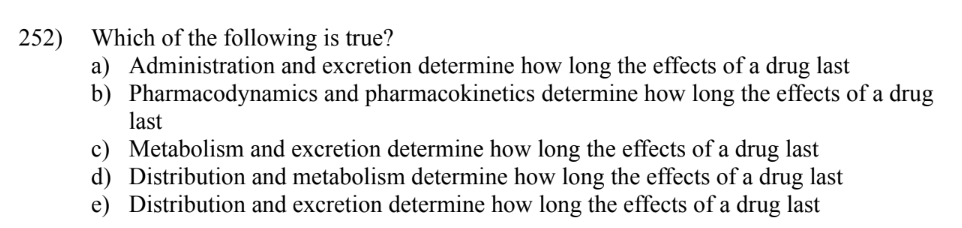 252) Which of the following is true?
a) Administration and excretion determine how long the effects of a drug last
b) Pharmacodynamics and pharmacokinetics determine how long the effects of a drug
last
c) Metabolism and excretion determine how long the effects of a drug last
d) Distribution and metabolism determine how long the effects of a drug last
e) Distribution and excretion determine how long the effects of a drug last